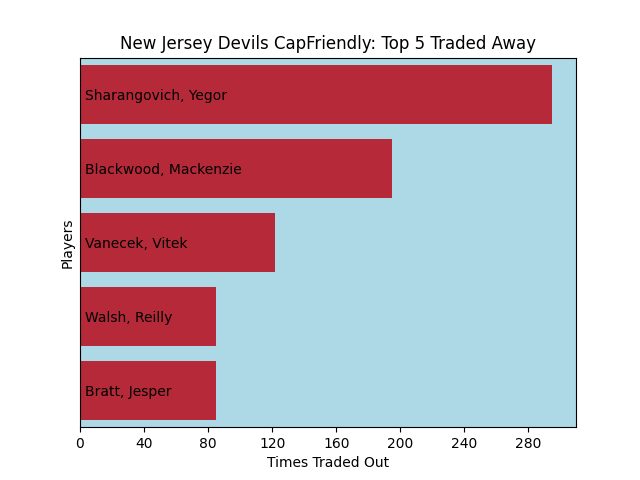 New Jersey Devils CapFriendly: Top 5 Traded Away
Players
Sharangovich, Yegor
Blackwood, Mackenzie
Vanecek, Vitek
Walsh, Reilly
Bratt, Jesper
0 40 80 120 160 200 240 280
Times Traded Out